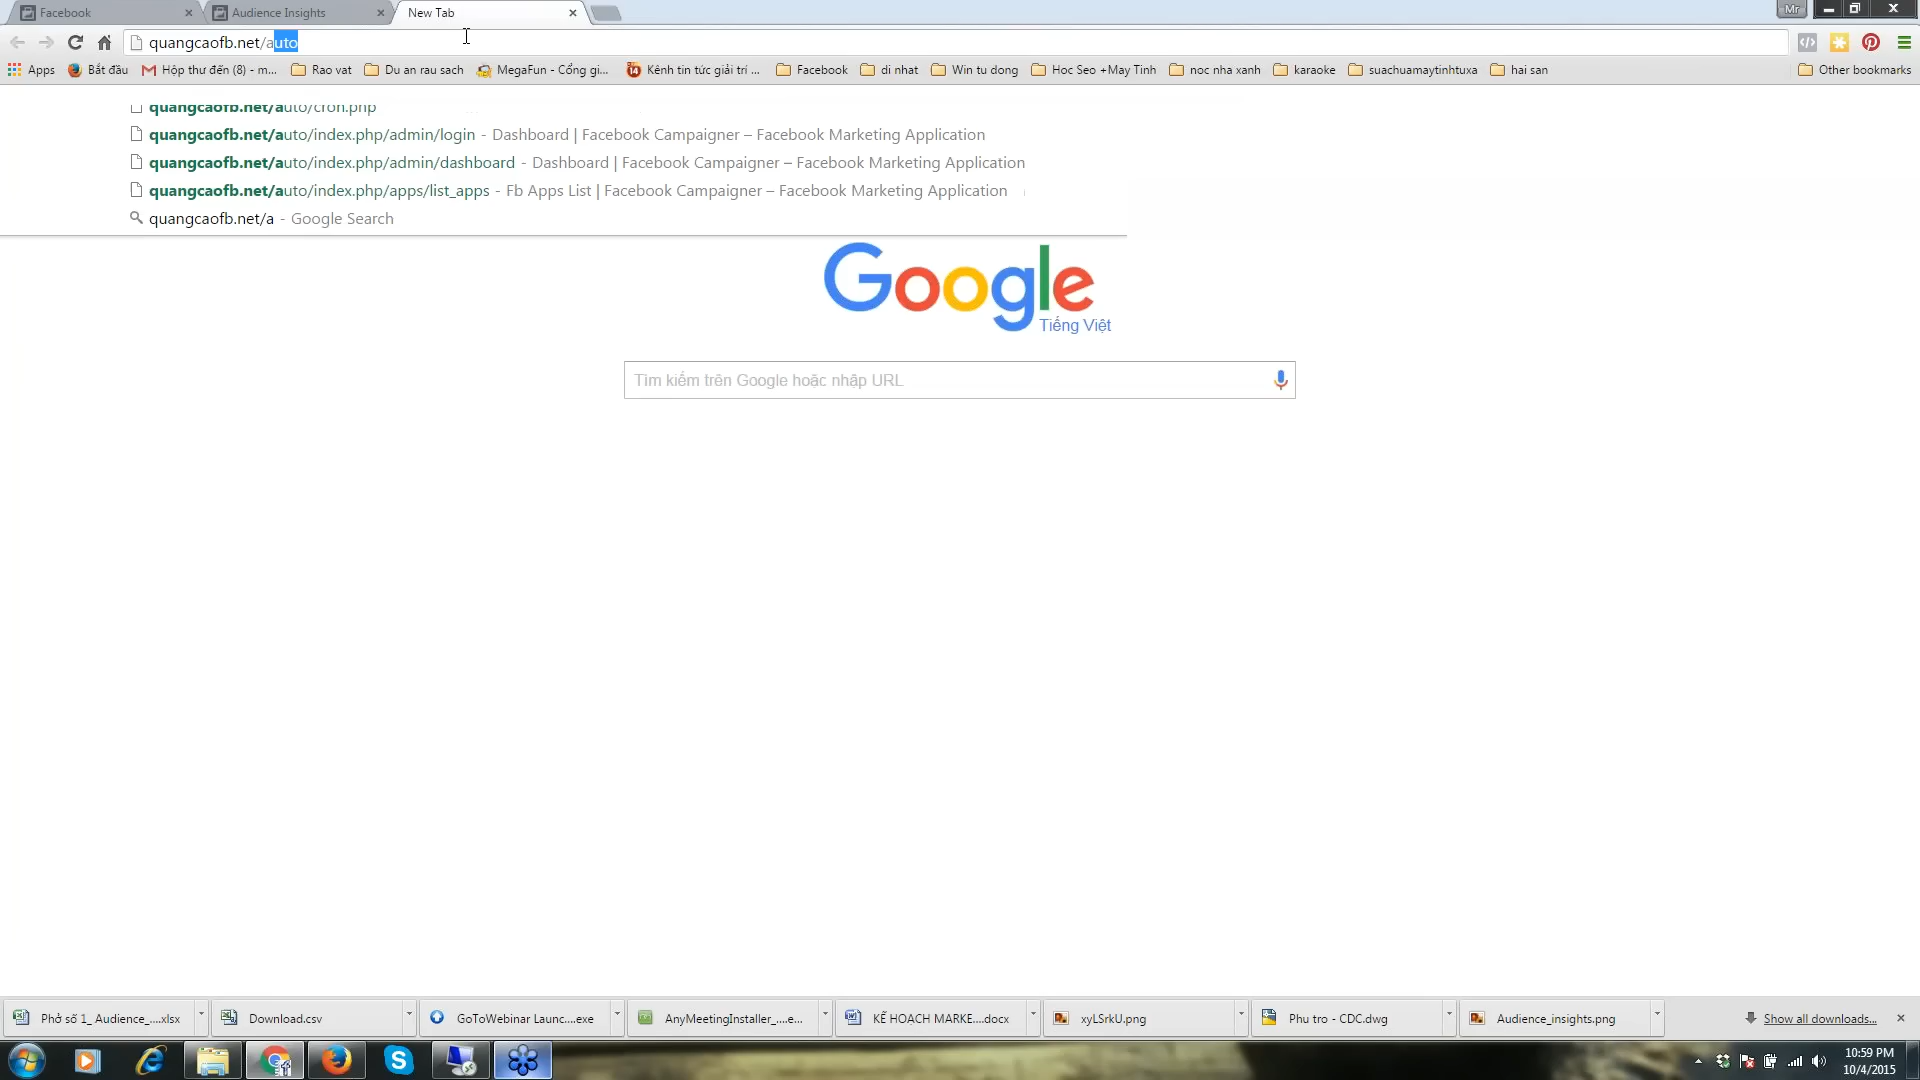 Facebook
Audience Insights
New Tab
Mr
quangcaofb.net/auto
Apps
Bắt đầu
Hộp thư đến (8) - m...
Rao vat
Du an rau sach
MegaFun - Cổng gi...
Kênh tin tức giải trí ...
Facebook
di nhat
Win tu dong
Hoc Seo +May Tinh
noc nha xanh
karaoke
suachuamaytinhtuxa
hai san
Other bookmarks
quangcaofb.net/auto/cron.php
quangcaofb.net/auto/index.php/admin/login - Dashboard | Facebook Campaigner – Facebook Marketing Application
quangcaofb.net/auto/index.php/admin/dashboard - Dashboard | Facebook Campaigner – Facebook Marketing Application
quangcaofb.net/auto/index.php/apps/list_apps - Fb Apps List | Facebook Campaigner – Facebook Marketing Application
quangcaofb.net/a - Google Search
Google
Tiếng Việt
Tìm kiếm trên Google hoặc nhập URL
Phở số 1_ Audience_....xlsx
Download.csv
GoToWebinar Launc....exe
AnyMeetingInstaller_....e...
KẾ HOẠCH MARKE....docx
xyLSrkU.png
Phu tro - CDC.dwg
Audience_insights.png
Show all downloads...
10:59 PM
10/4/2015